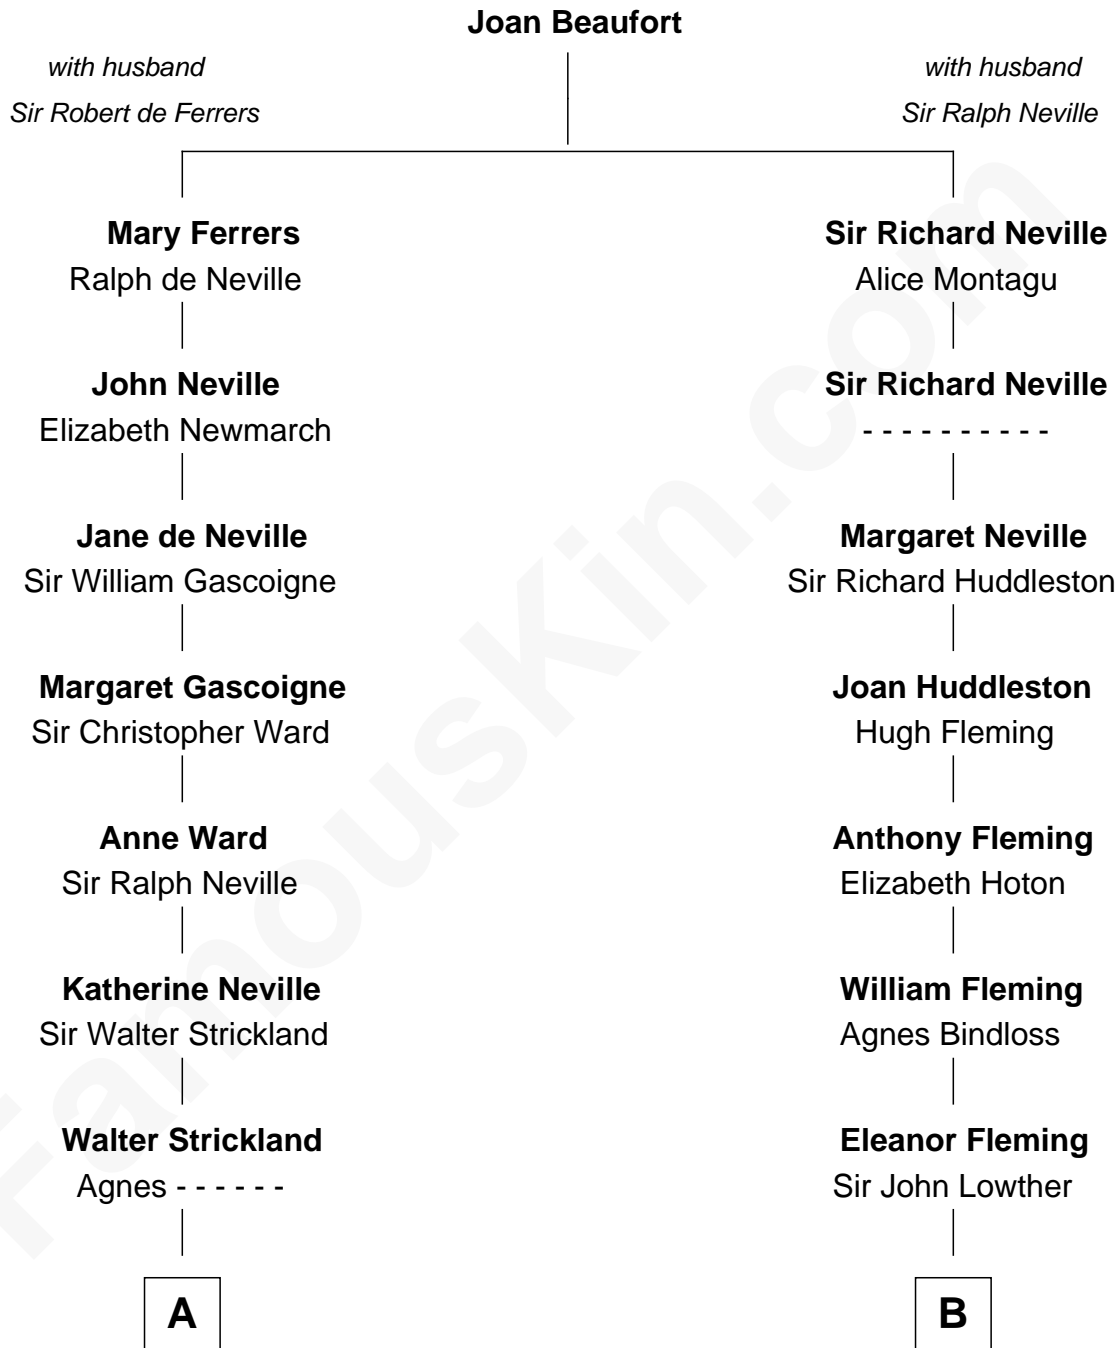 Joan Beaufort
with husband
Sir Robert de Ferrers
with husband
Sir Ralph Neville
Mary Ferrers
Ralph de Neville
John Neville
Elizabeth Newmarch
Jane de Neville
Sir William Gascoigne
Margaret Gascoigne
Sir Christopher Ward
Anne Ward
Sir Ralph Neville
Katherine Neville
Sir Walter Strickland
Walter Strickland
Agnes - - - - - -
A
Sir Richard Neville
Alice Montagu
Sir Richard Neville
- - - - - - - - - -
Margaret Neville
Sir Richard Huddleston
Joan Huddleston
Hugh Fleming
Anthony Fleming
Elizabeth Hoton
William Fleming
Agnes Bindloss
Eleanor Fleming
Sir John Lowther
B
FamousKin.com